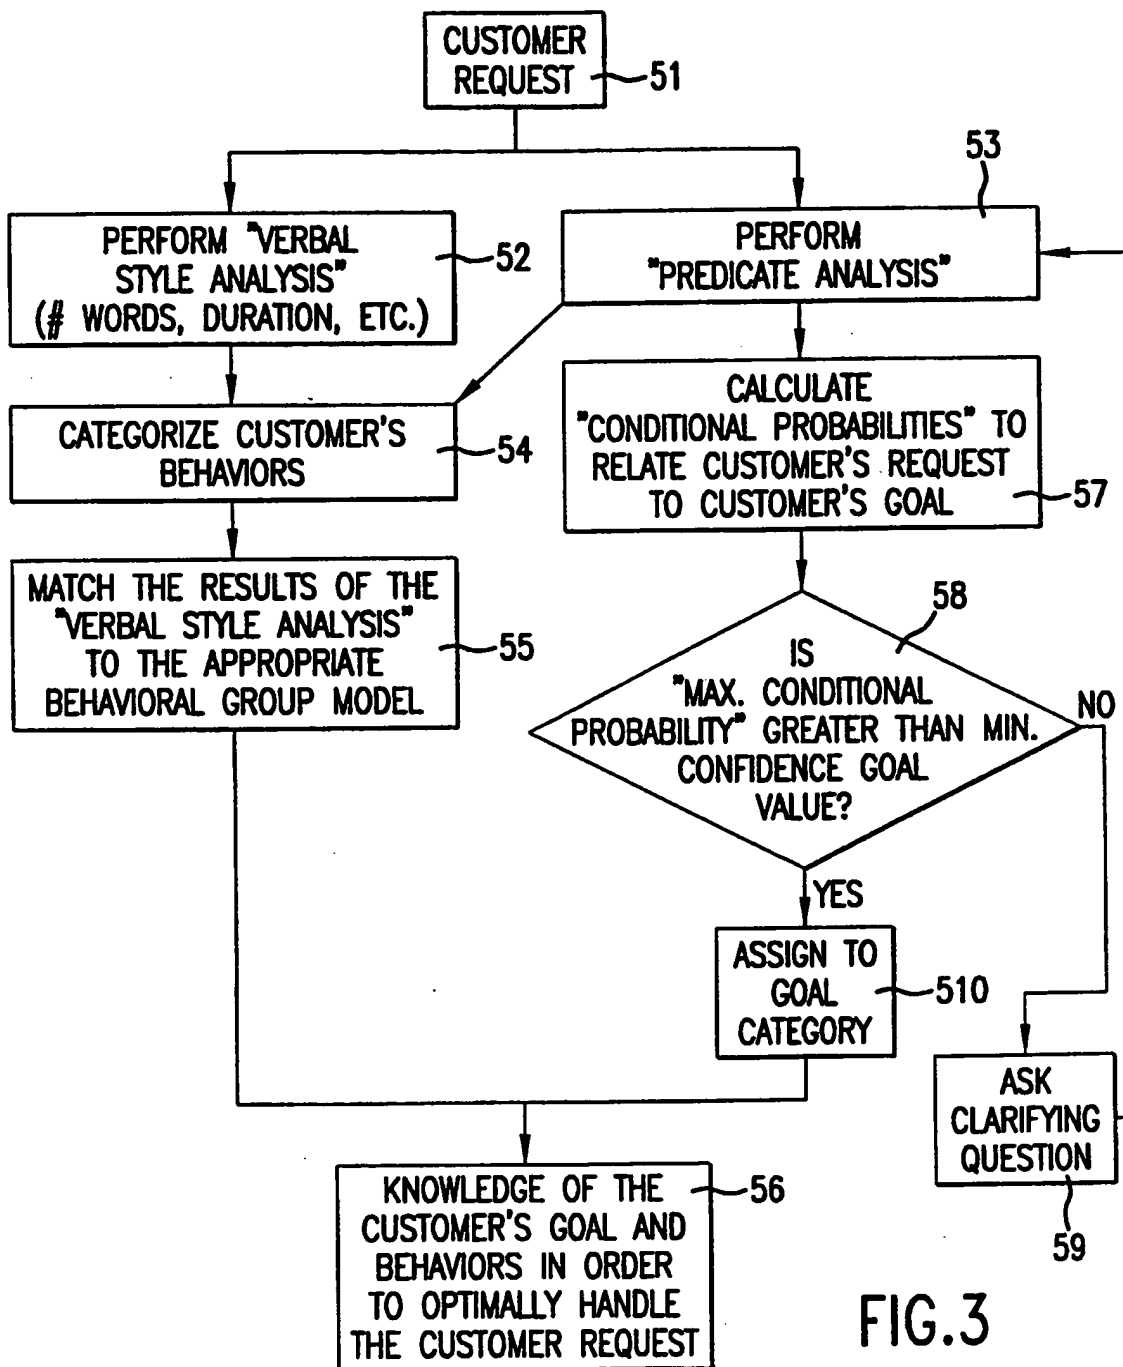 CUSTOMER
REQUEST
51
53
PERFORM "VERBAL
STYLE ANALYSIS"
(# WORDS, DURATION, ETC.)
52
PERFORM
"PREDICATE ANALYSIS"
CATEGORIZE CUSTOMER'S
BEHAVIORS
54
CALCULATE
"CONDITIONAL PROBABILITIES" TO
RELATE CUSTOMER'S REQUEST
TO CUSTOMER'S GOAL
57
MATCH THE RESULTS OF THE
"VERBAL STYLE ANALYSIS"
TO THE APPROPRIATE
BEHAVIORAL GROUP MODEL
55
58
IS
"MAX. CONDITIONAL
PROBABILITY" GREATER THAN MIN.
CONFIDENCE GOAL
VALUE?
NO
YES
ASSIGN TO
GOAL
CATEGORY
510
ASK
CLARIFYING
QUESTION
59
KNOWLEDGE OF THE
CUSTOMER'S GOAL AND
BEHAVIORS IN ORDER
TO OPTIMALLY HANDLE
THE CUSTOMER REQUEST
56
FIG.3